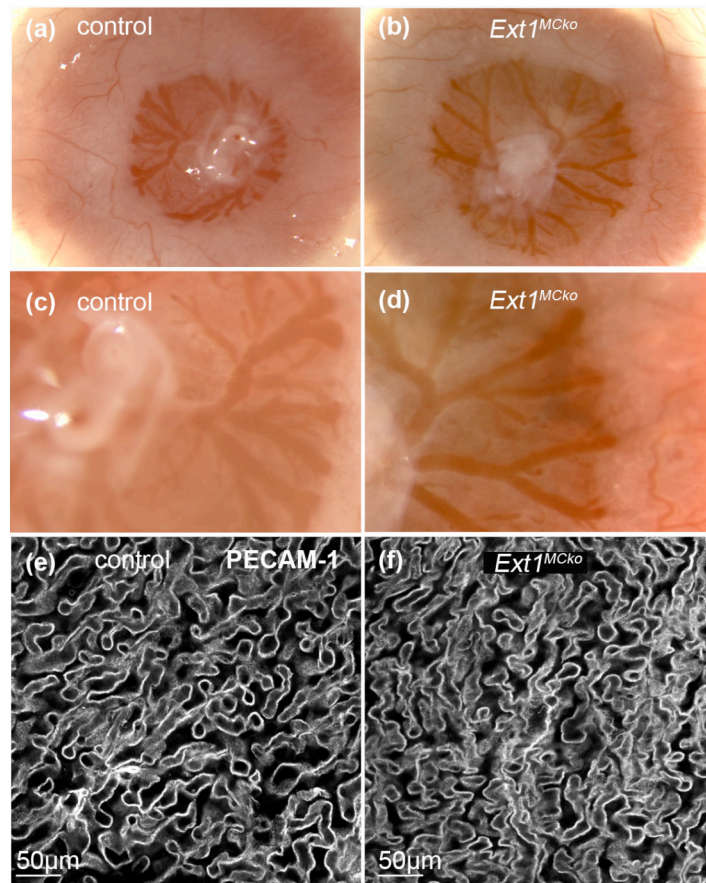 (a) control
(b) Ext1MCko
(c) control
(d) Ext1MCko
(e) control PECAM-1
(f) Ext1MCko
50µm
50µm